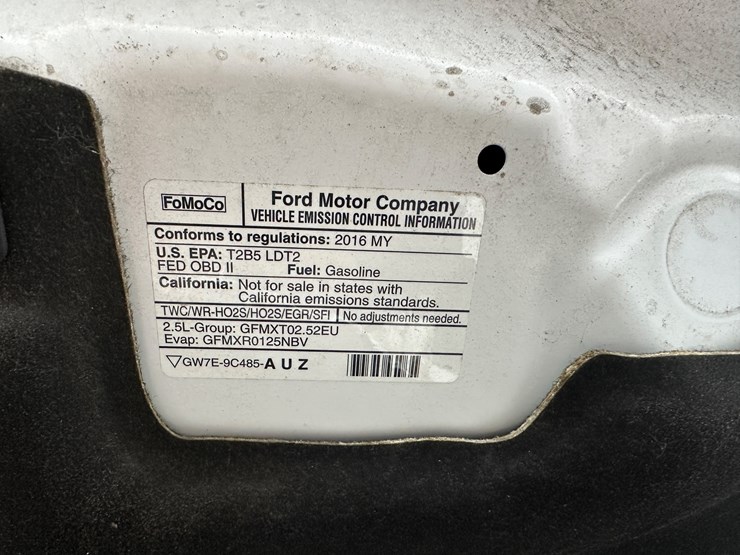 FoMoCo
Ford Motor Company
VEHICLE EMISSION CONTROL INFORMATION
Conforms to regulations: 2016 MY
U.S. EPA: T2B5 LDT2
FED OBD II Fuel: Gasoline
California: Not for sale in states with
California emissions standards.
TWC/WR-HO2S/HO2S/EGR/SFI No adjustments needed.
2.5L-Group: GFMXT02.52EU
Evap: GFMXR0125NBV
GW7E-9C485-A U Z